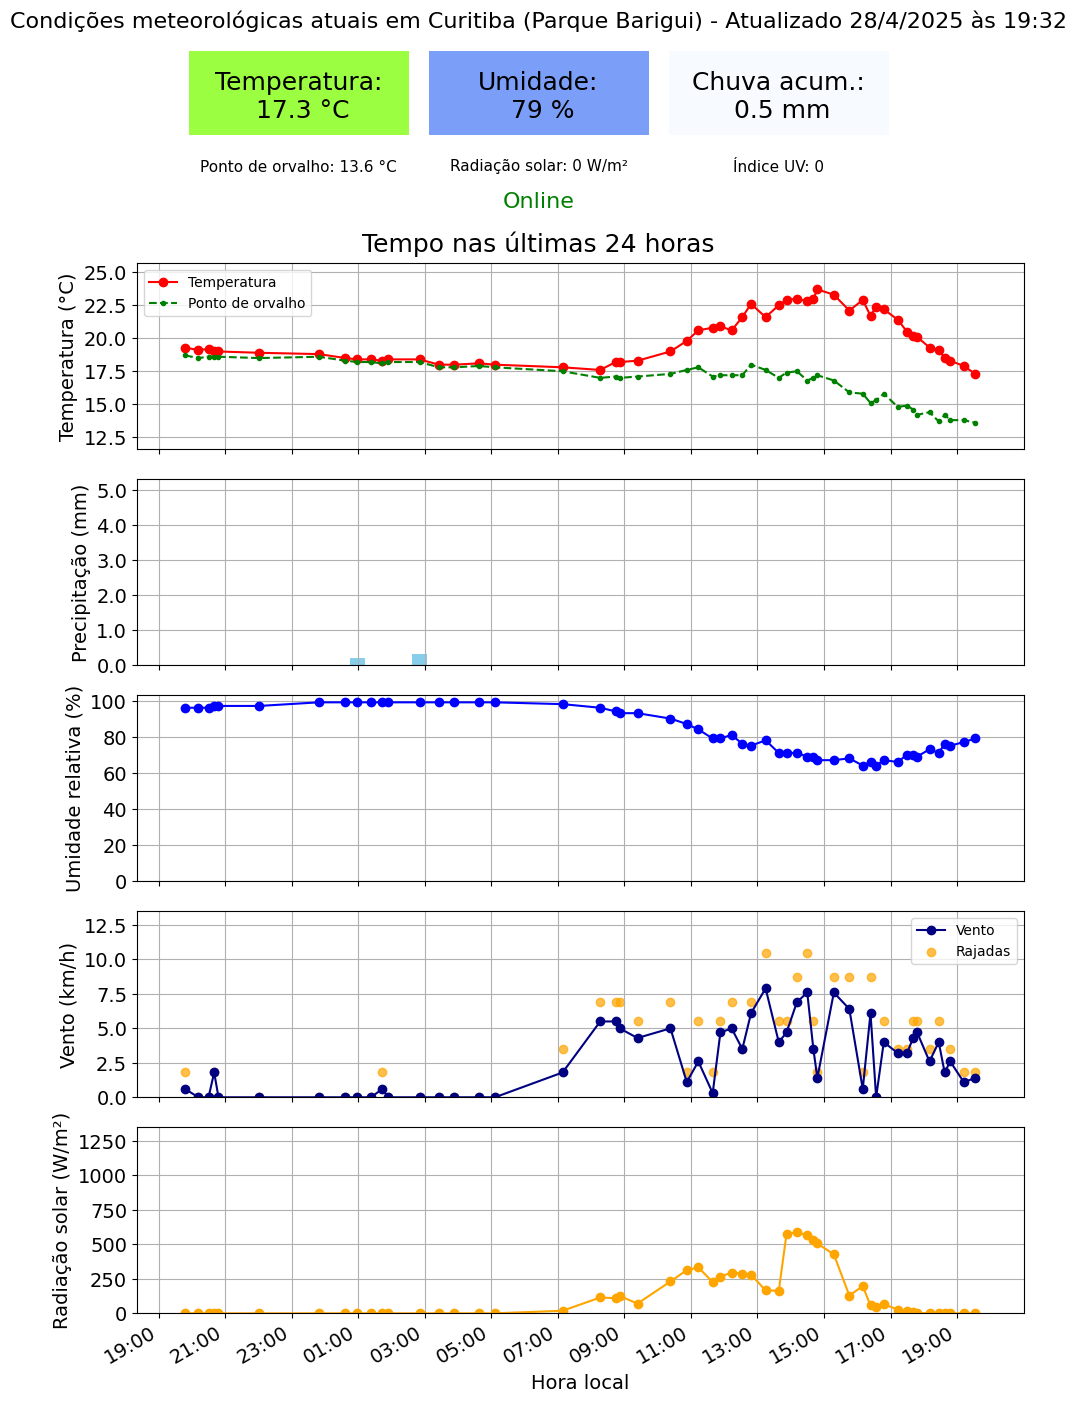 Condições meteorológicas atuais em Curitiba (Parque Barigui) - Atualizado 28/4/2025 às 19:32
Temperatura:
17.3 °C
Umidade:
79 %
Chuva acum.:
0.5 mm
Ponto de orvalho: 13.6 °C
Radiação solar: 0 W/m²
Índice UV: 0
Online
Tempo nas últimas 24 horas
Temperatura (°C)
25.0
22.5
20.0
17.5
15.0
12.5
Temperatura
Ponto de orvalho
Precipitação (mm)
5.0
4.0
3.0
2.0
1.0
0.0
Umidade relativa (%)
100
80
60
40
20
0
Vento (km/h)
12.5
10.0
7.5
5.0
2.5
0.0
Vento
Rajadas
Radiação solar (W/m²)
1250
1000
750
500
250
0
19:00
21:00
23:00
01:00
03:00
05:00
07:00
09:00
11:00
13:00
15:00
17:00
19:00
Hora local